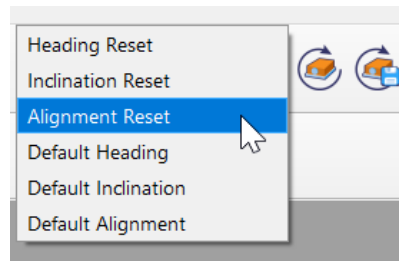 Heading Reset
Inclination Reset
Alignment Reset
Default Heading
Default Inclination
Default Alignment